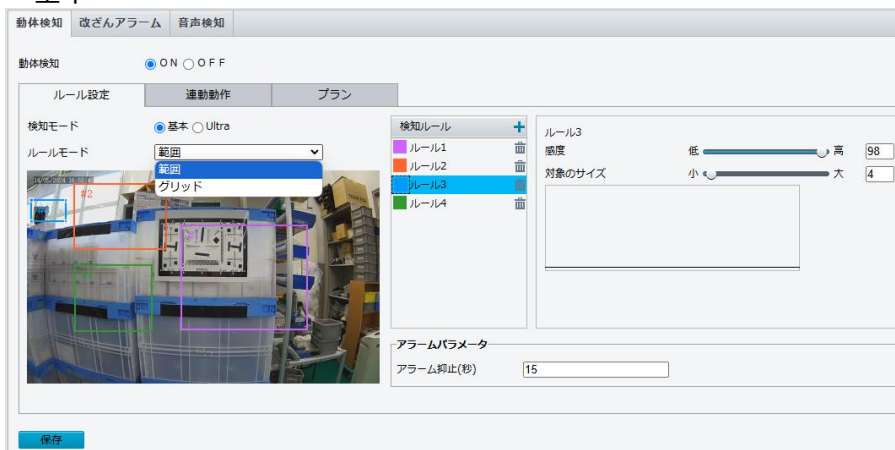 動体検知 改ざんアラーム 音声検知
動体検知 ON OFF
ルール設定 連動動作 プラン
検知モード 基本 Ultra
ルールモード 範囲
範囲
グリッド
#2
検知ルール +
ルール1
ルール2
ルール3
ルール4
ルール3
感度 低 高 98
対象のサイズ 小 大 4
アラームパラメータ
アラーム抑止(秒) 15
保存